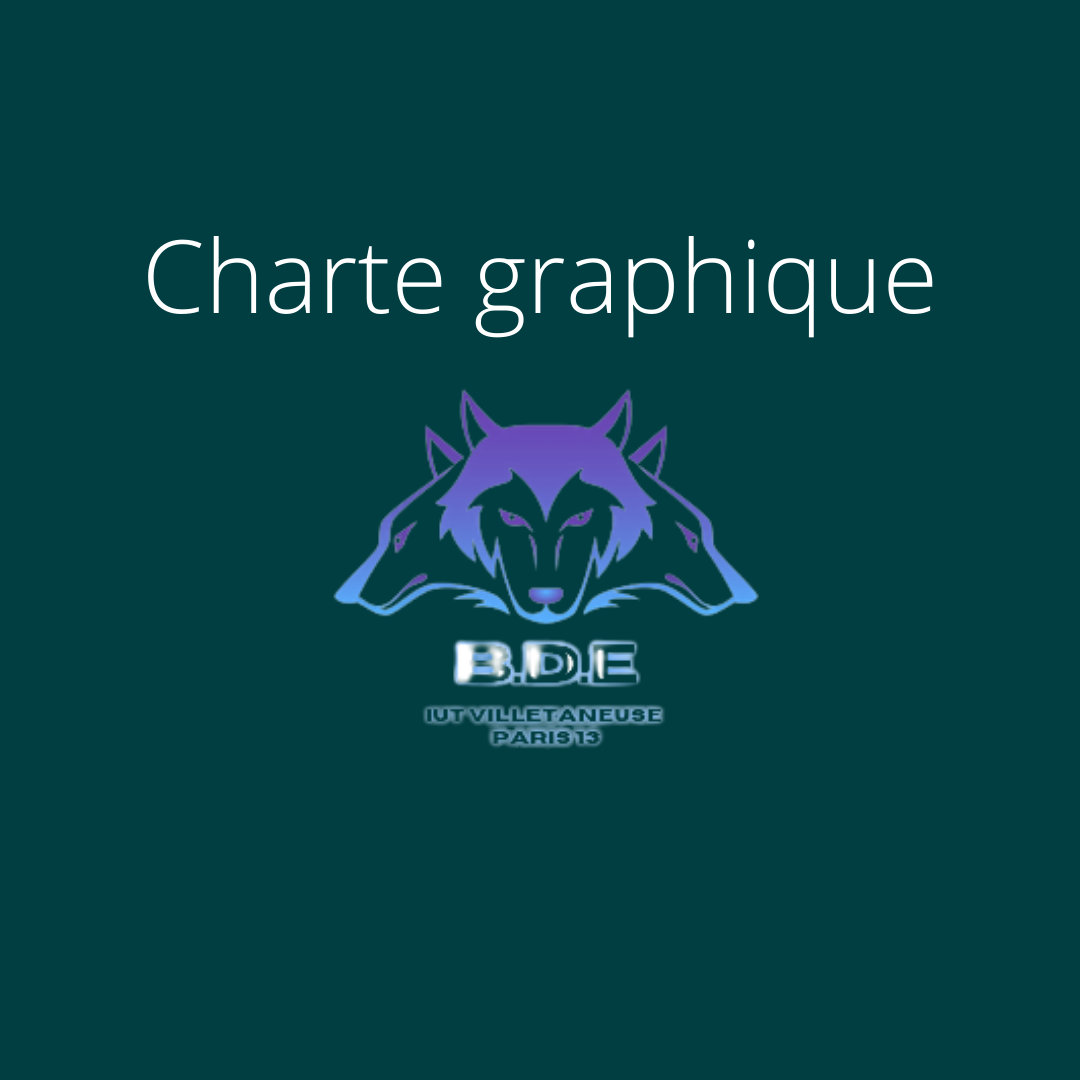 Charte graphique
B.D.E
IUT VILLETANEUSE
PARIS 13